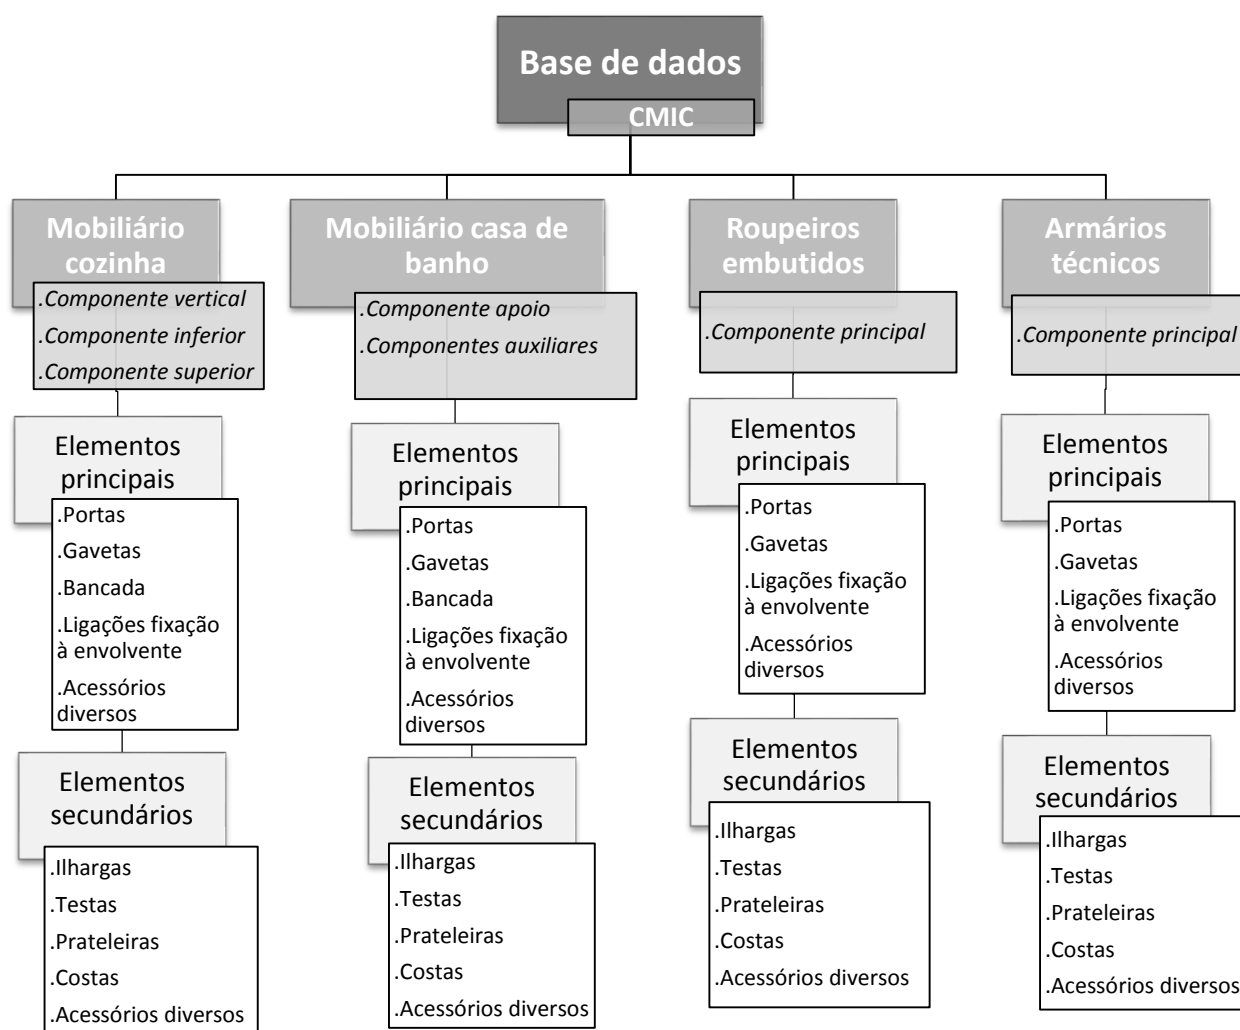 Base de dados
CMIC
Mobiliário
cozinha
.Componente vertical
.Componente inferior
.Componente superior
Elementos
principais
.Portas
.Gavetas
.Bancada
.Ligações fixação
à envolvente
.Acessórios
diversos
Elementos
secundários
.Ilhargas
.Testas
.Prateleiras
.Costas
.Acessórios diversos
Mobiliário casa de
banho
.Componente apoio
.Componentes auxiliares
Elementos
principais
.Portas
.Gavetas
.Bancada
.Ligações fixação
à envolvente
.Acessórios
diversos
Elementos
secundários
.Ilhargas
.Testas
.Prateleiras
.Costas
.Acessórios diversos
Roupeiros
embutidos
.Componente principal
Elementos
principais
.Portas
.Gavetas
.Ligações fixação
à envolvente
.Acessórios
diversos
Elementos
secundários
.Ilhargas
.Testas
.Prateleiras
.Costas
.Acessórios diversos
Armários
técnicos
.Componente principal
Elementos
principais
.Portas
.Gavetas
.Ligações fixação
à envolvente
.Acessórios
diversos
Elementos
secundários
.Ilhargas
.Testas
.Prateleiras
.Costas
.Acessórios diversos